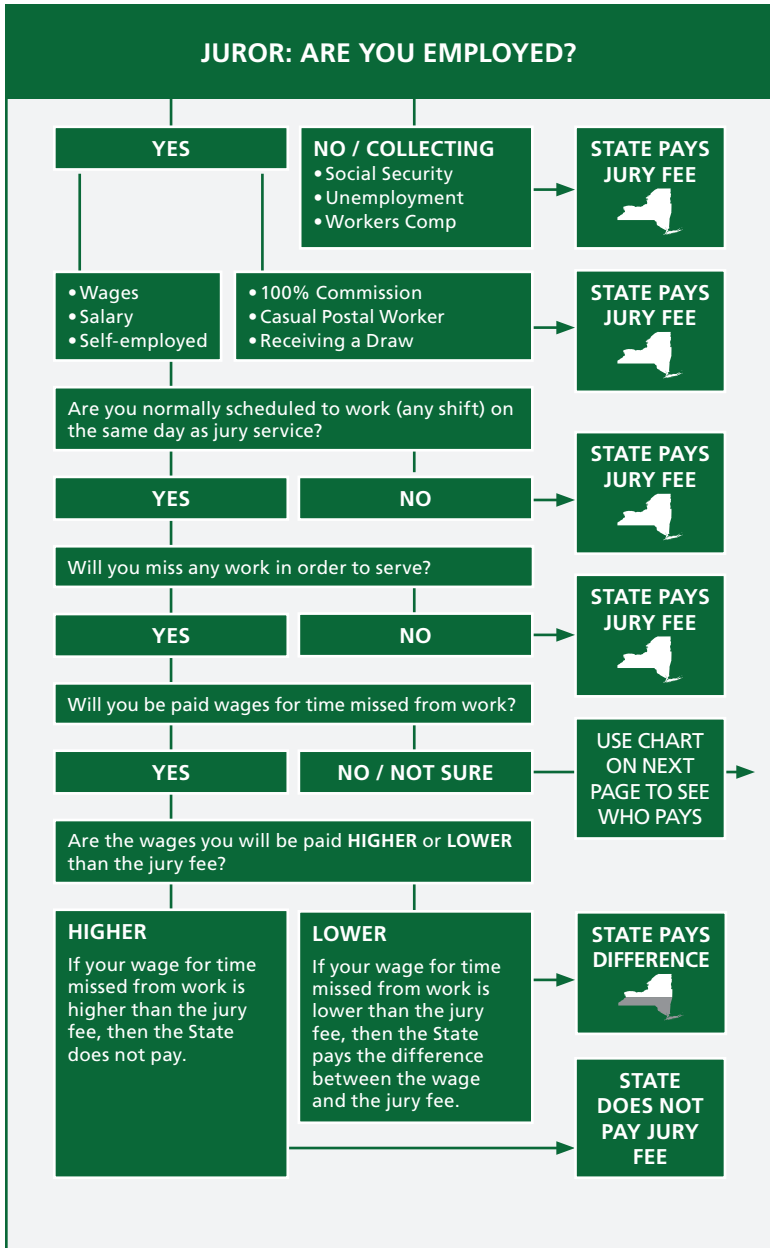 JUROR: ARE YOU EMPLOYED?
YES
NO / COLLECTING
• Social Security
• Unemployment
• Workers Comp
STATE PAYS
JURY FEE
• Wages
• Salary
• Self-employed
• 100% Commission
• Casual Postal Worker
• Receiving a Draw
STATE PAYS
JURY FEE
Are you normally scheduled to work (any shift) on
the same day as jury service?
YES
NO
STATE PAYS
JURY FEE
Will you miss any work in order to serve?
YES
NO
STATE PAYS
JURY FEE
Will you be paid wages for time missed from work?
YES
NO / NOT SURE
USE CHART
ON NEXT
PAGE TO SEE
WHO PAYS
Are the wages you will be paid HIGHER or LOWER
than the jury fee?
HIGHER
If your wage for time
missed from work is
higher than the jury
fee, then the State
does not pay.
LOWER
If your wage for time
missed from work is
lower than the jury
fee, then the State
pays the difference
between the wage
and the jury fee.
STATE PAYS
DIFFERENCE
STATE
DOES NOT
PAY JURY
FEE